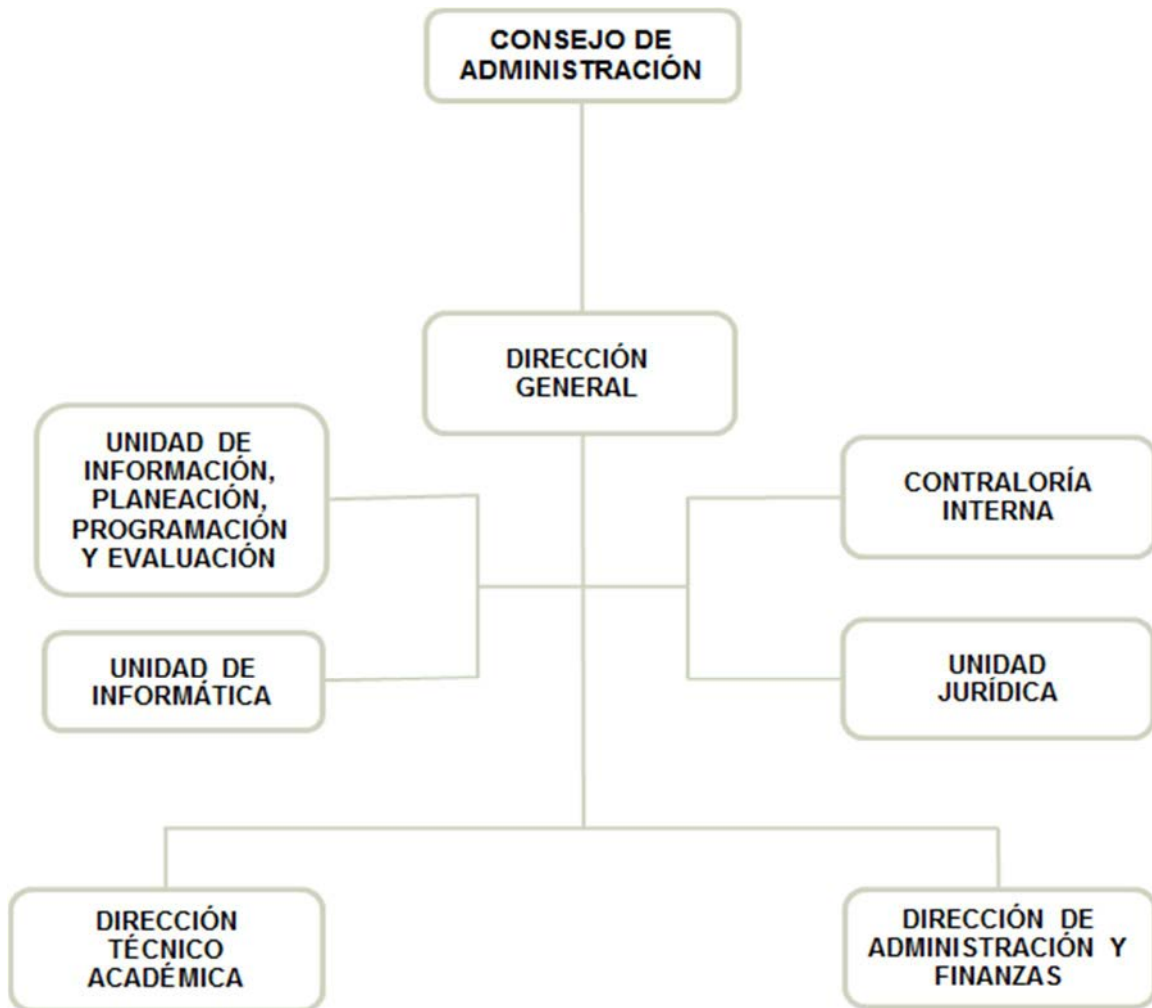 CONSEJO DE
ADMINISTRACIÓN
DIRECCIÓN
GENERAL
UNIDAD DE
INFORMACIÓN,
PLANEACIÓN,
PROGRAMACIÓN
Y EVALUACIÓN
CONTRALORÍA
INTERNA
UNIDAD DE
INFORMÁTICA
UNIDAD
JURÍDICA
DIRECCIÓN
TÉCNICO
ACADÉMICA
DIRECCIÓN DE
ADMINISTRACIÓN Y
FINANZAS